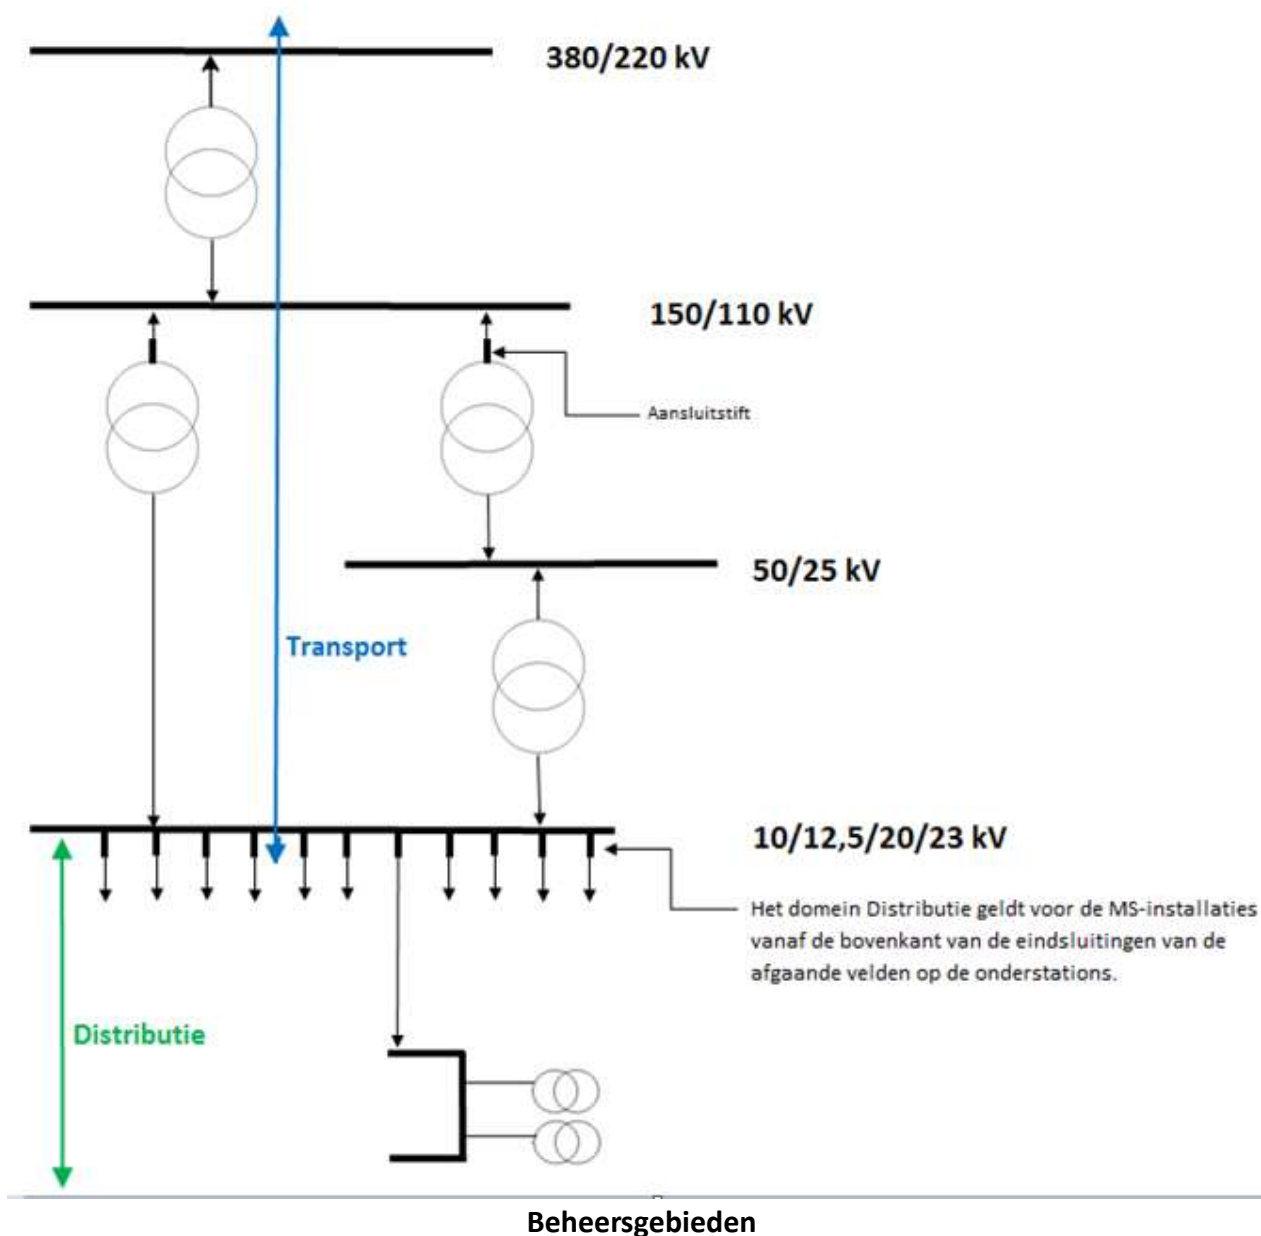 380/220 kV
150/110 kV
Aansluitstift
50/25 kV
Transport
10/12,5/20/23 kV
Het domein Distributie geldt voor de MS-installaties
vanaf de bovenkant van de eindsluitingen van de
afgaande velden op de onderstations.
Distributie
Beheersgebieden